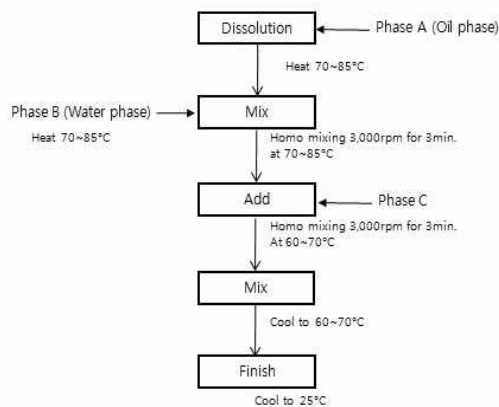 Dissolution
Phase A (Oil phase)
Heat 70~85°C
Phase B (Water phase)
Mix
Heat 70~85°C
Homo mixing 3,000rpm for 3min.
at 70~85°C
Add
Phase C
Homo mixing 3,000rpm for 3min.
At 60~70°C
Mix
Cool to 60~70°C
Finish
Cool to 25°C